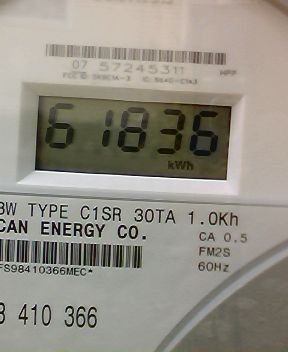 07 57245311
61836
kWh
3W TYPE C1SR 30TA 1.0Kh
CAN ENERGY CO.
CA 0.5
FM2S
60Hz
FS98410366MEC*
410 366